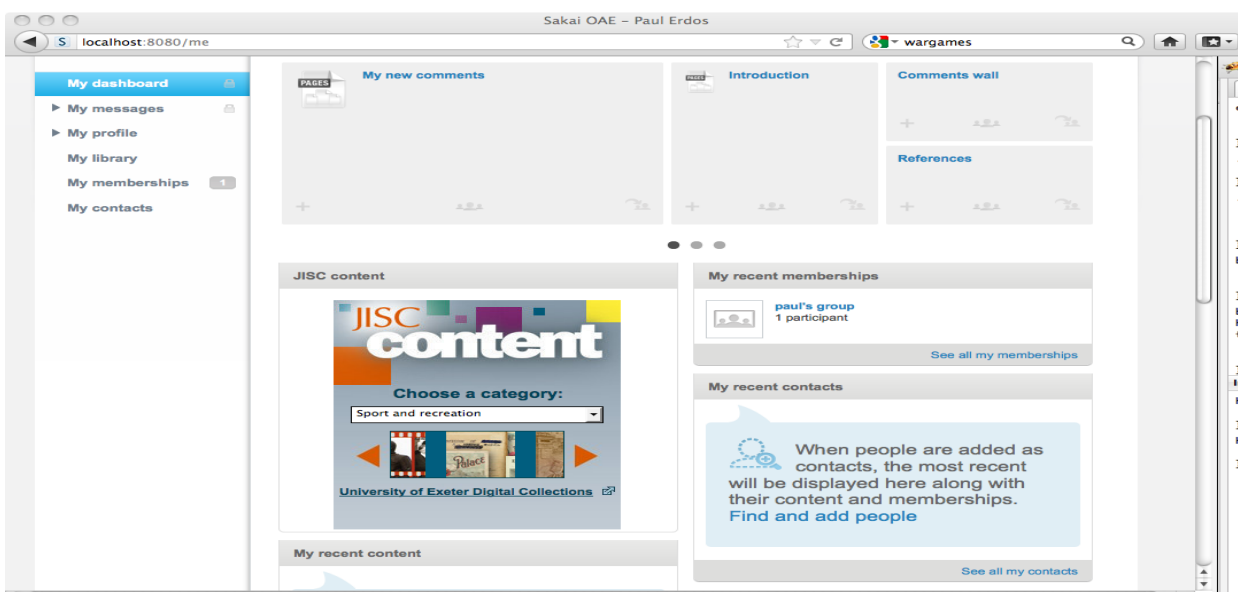 Sakai OAE – Paul Erdos
S localhost:8080/me
wargames
My dashboard
My messages
My profile
My library
My memberships 1
My contacts
PAGES
My new comments
PAGES
Introduction
Comments wall
References
JISC content
JISC
content
Choose a category:
Sport and recreation
Palace
University of Exeter Digital Collections
My recent content
My recent memberships
paul's group
1 participant
See all my memberships
My recent contacts
When people are added as
contacts, the most recent
will be displayed here along with
their content and memberships.
Find and add people
See all my contacts